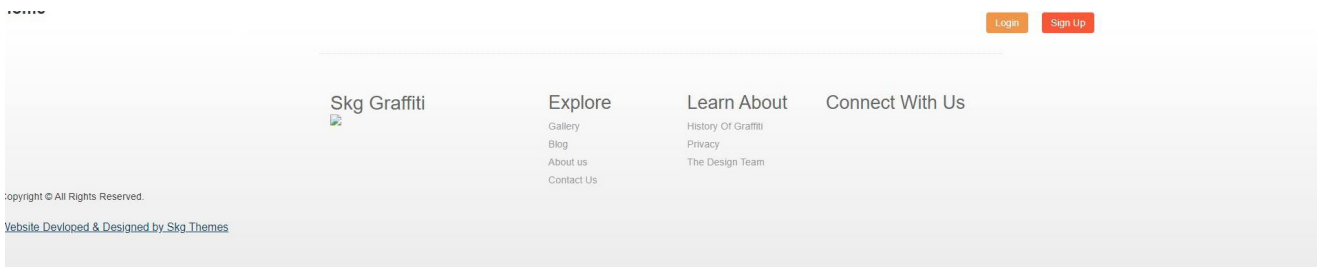 Login Sign Up
Skg Graffiti
Explore
Gallery
Blog
About us
Contact Us
Learn About
History Of Graffiti
Privacy
The Design Team
Connect With Us
opyright © All Rights Reserved.
Website Devloped & Designed by Skg Themes